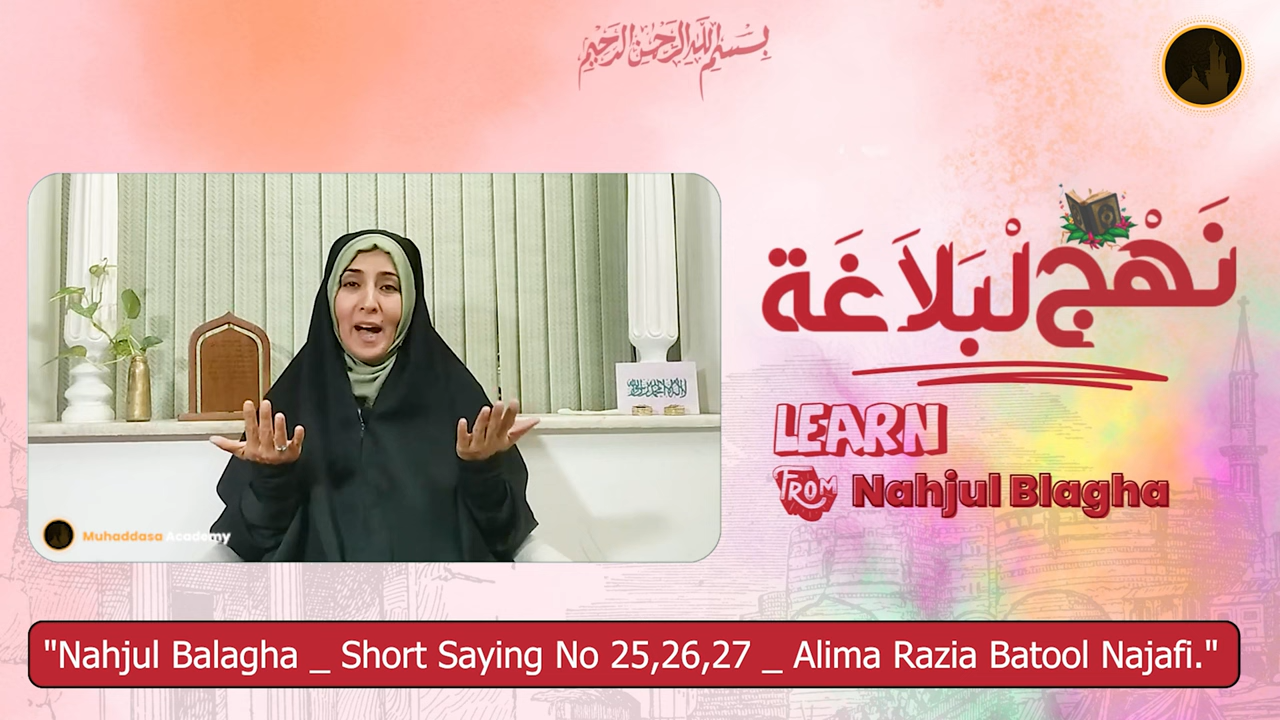 بسم الله الرحمن الرحيم
نَهْجُ لْبَلَاغَة
LEARN
FROM Nahjul Blagha
Muhaddasa Academy
"Nahjul Balagha _ Short Saying No 25,26,27 _ Alima Razia Batool Najafi."